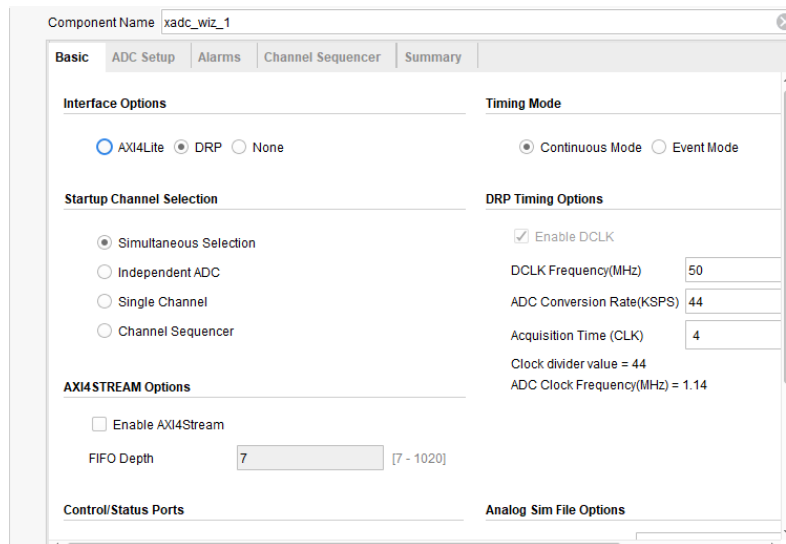 Component Name xadc_wiz_1
Basic ADC Setup Alarms Channel Sequencer Summary
Interface Options
AXI4Lite DRP None
Startup Channel Selection
Simultaneous Selection
Independent ADC
Single Channel
Channel Sequencer
AXI4STREAM Options
Enable AXI4Stream
FIFO Depth 7 [7 - 1020]
Control/Status Ports
Timing Mode
Continuous Mode Event Mode
DRP Timing Options
Enable DCLK
DCLK Frequency(MHz) 50
ADC Conversion Rate(KSPS) 44
Acquisition Time (CLK) 4
Clock divider value = 44
ADC Clock Frequency(MHz) = 1.14
Analog Sim File Options